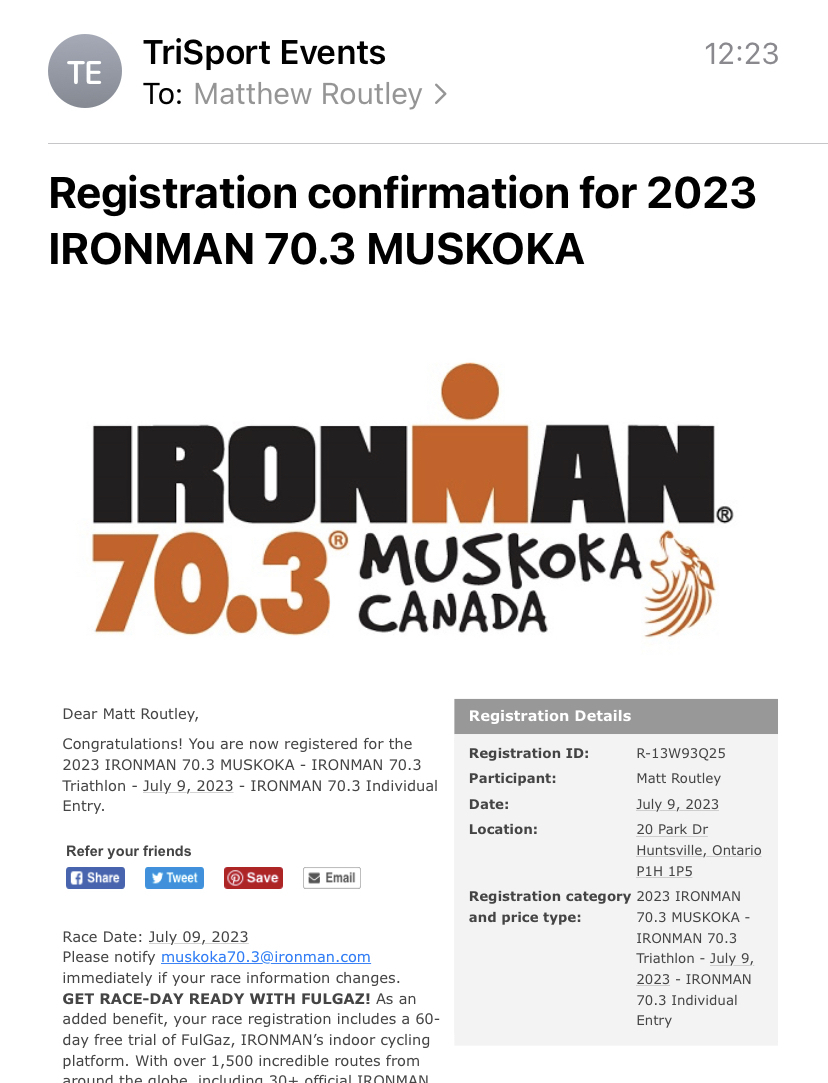 TE
TriSport Events
12:23
To: Matthew Routley >
Registration confirmation for 2023
IRONMAN 70.3 MUSKOKA
IRONMAN®
70.3® MUSKOKA
CANADA
Dear Matt Routley,
Congratulations! You are now registered for the
2023 IRONMAN 70.3 MUSKOKA - IRONMAN 70.3
Triathlon - July 9, 2023 - IRONMAN 70.3 Individual
Entry.
Refer your friends
Share
Tweet
Save
Email
Race Date: July 09, 2023
Please notify muskoka70.3@ironman.com
immediately if your race information changes.
GET RACE-DAY READY WITH FULGAZ! As an
added benefit, your race registration includes a 60-
day free trial of FulGaz, IRONMAN’s indoor cycling
platform. With over 1,500 incredible routes from
around the globe, including 30+ official IRONMAN
Registration Details
Registration ID: R-13W93Q25
Participant: Matt Routley
Date: July 9, 2023
Location: 20 Park Dr
Huntsville, Ontario
P1H 1P5
Registration category 2023 IRONMAN
and price type: 70.3 MUSKOKA -
IRONMAN 70.3
Triathlon - July 9,
2023 - IRONMAN
70.3 Individual
Entry